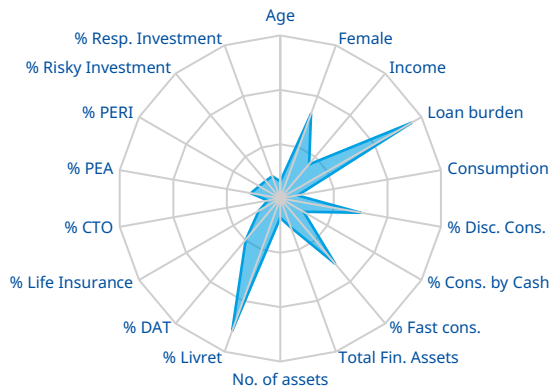 Age
Female
Income
Loan burden
Consumption
% Disc. Cons.
% Cons. by Cash
% Fast cons.
Total Fin. Assets
No. of assets
% Livret
% DAT
% Life Insurance
% CTO
% PEA
% PERI
% Risky Investment
% Resp. Investment